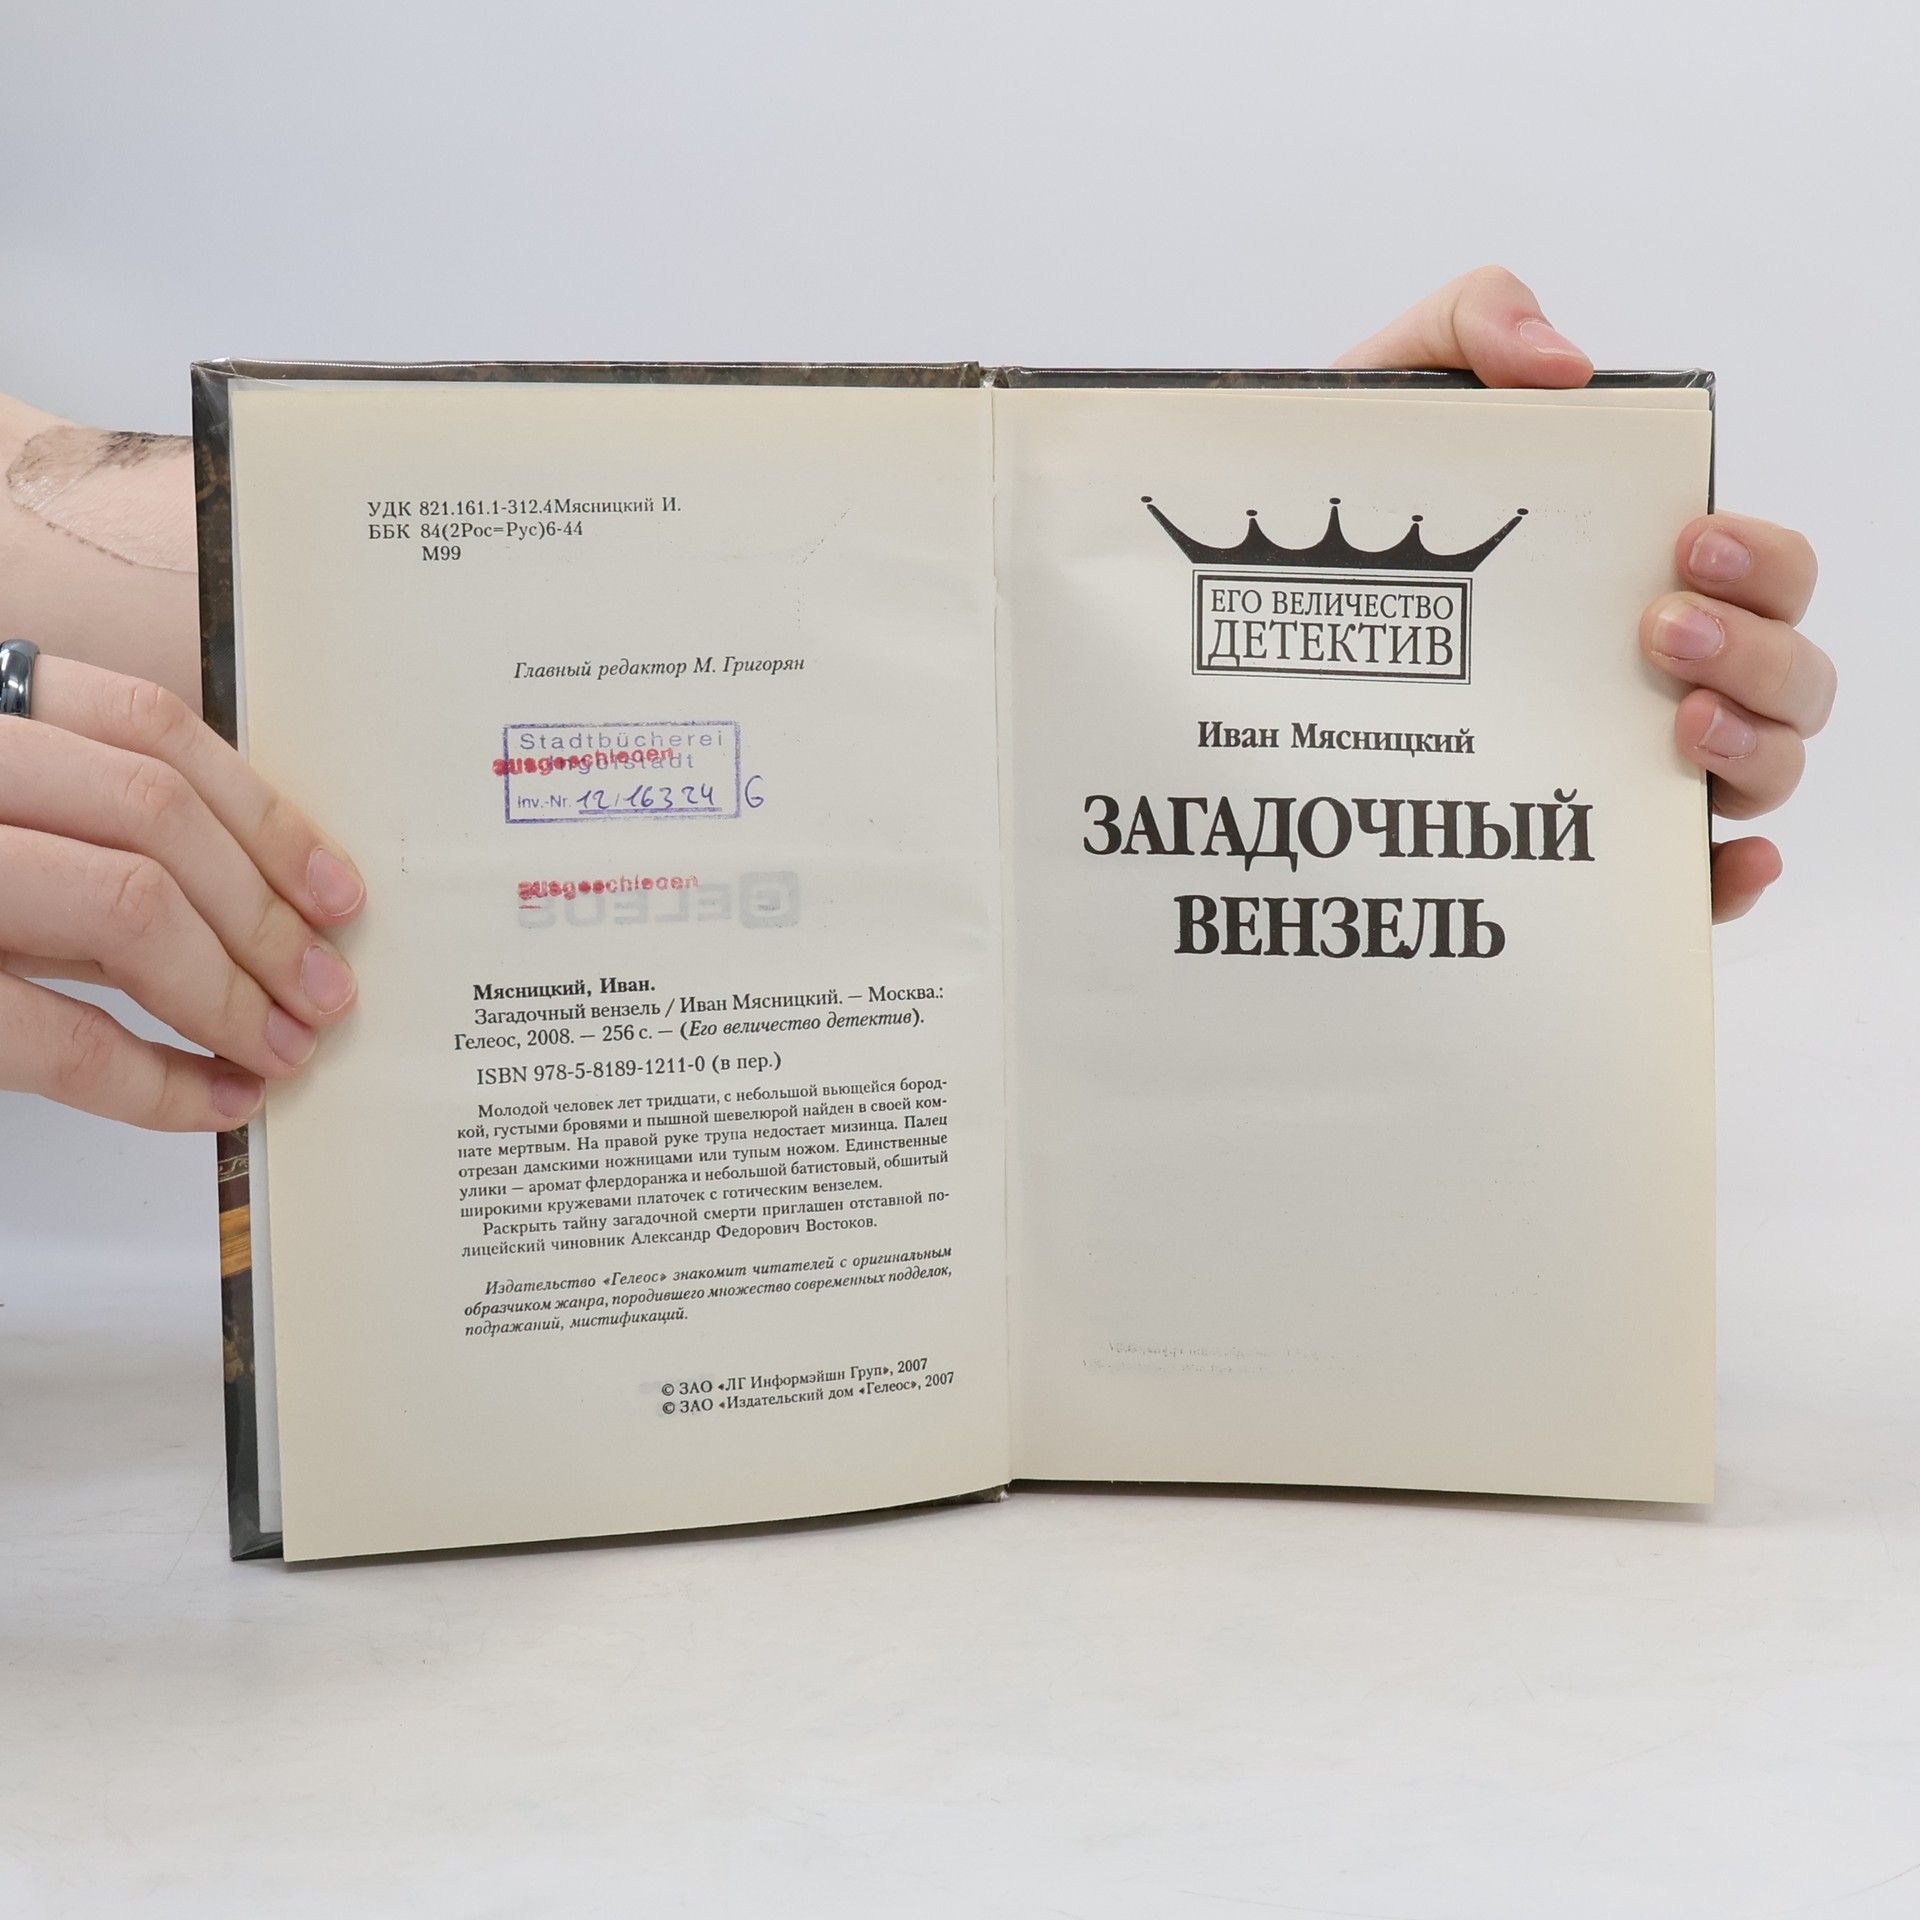 УДК 821.161.1-312.4Мясницкий И.
ББК 84(2Рос=Рус)6-44
М99
Главный редактор М. Григорян
Stadtbücherei
ausgeschieden
Ingolstadt
Inv.-Nr. 12/16324 G
ausgeschieden
GELEOS
Мясницкий, Иван.
Загадочный вензель / Иван Мясницкий. — Москва.:
Гелеос, 2008. — 256 с. — (Его величество детектив).
ISBN 978-5-8189-1211-0 (в пер.)
Молодой человек лет тридцати, с небольшой вьющейся бород-
кой, густыми бровями и пышной шевелюрой найден в своей ком-
нате мертвым. На правой руке трупа недостает мизинца. Палец
отрезан дамскими ножницами или тупым ножом. Единственные
улики — аромат флердоранжа и небольшой батистовый, обшитый
широкими кружевами платочек с готическим вензелем.
Раскрыть тайну загадочной смерти приглашен отставной по-
лицейский чиновник Александр Федорович Востоков.
Издательство «Гелеос» знакомит читателей с оригинальным
образчиком жанра, породившего множество современных подделок,
подражаний, мистификаций.
© ЗАО «ЛГ Информэйшн Груп», 2007
© ЗАО «Издательский дом «Гелеос», 2007
ЕГО ВЕЛИЧЕСТВО
ДЕТЕКТИВ
Иван Мясницкий
ЗАГАДОЧНЫЙ
ВЕНЗЕЛЬ